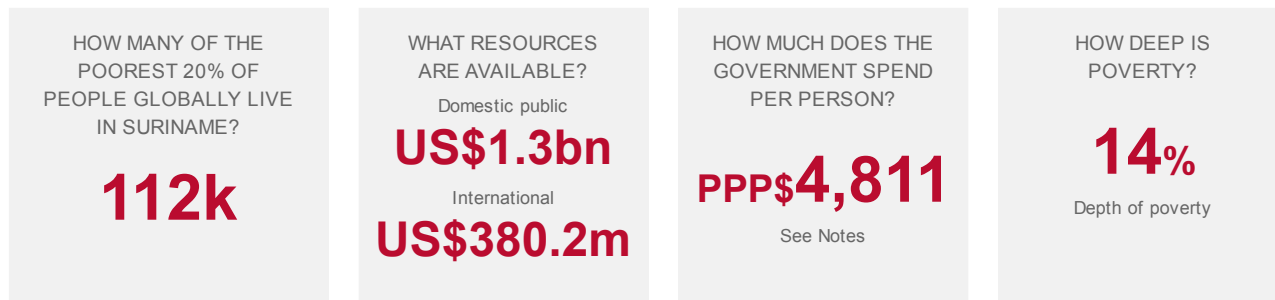 HOW MANY OF THE
POOREST 20% OF
PEOPLE GLOBALLY LIVE
IN SURINAME?
112k
WHAT RESOURCES
ARE AVAILABLE?
Domestic public
US$1.3bn
International
US$380.2m
HOW MUCH DOES THE
GOVERNMENT SPEND
PER PERSON?
PPP$4,811
See Notes
HOW DEEP IS
POVERTY?
14%
Depth of poverty